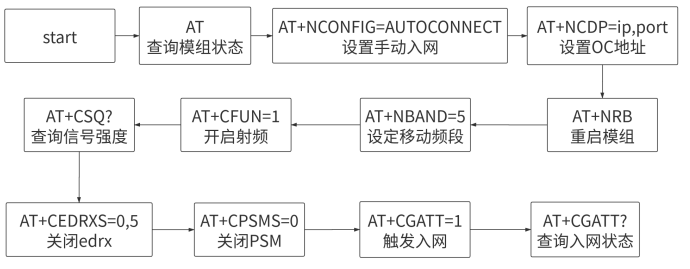 start
AT
查询模组状态
AT+NCONFIG=AUTOCONNECT
设置手动入网
AT+NCDP=ip,port
设置OC地址
AT+NRB
重启模组
AT+NBAND=5
设定移动频段
AT+CFUN=1
开启射频
AT+CSQ?
查询信号强度
AT+CEDRXS=0,5
关闭edrx
AT+CPSMS=0
关闭PSM
AT+CGATT=1
触发入网
AT+CGATT?
查询入网状态